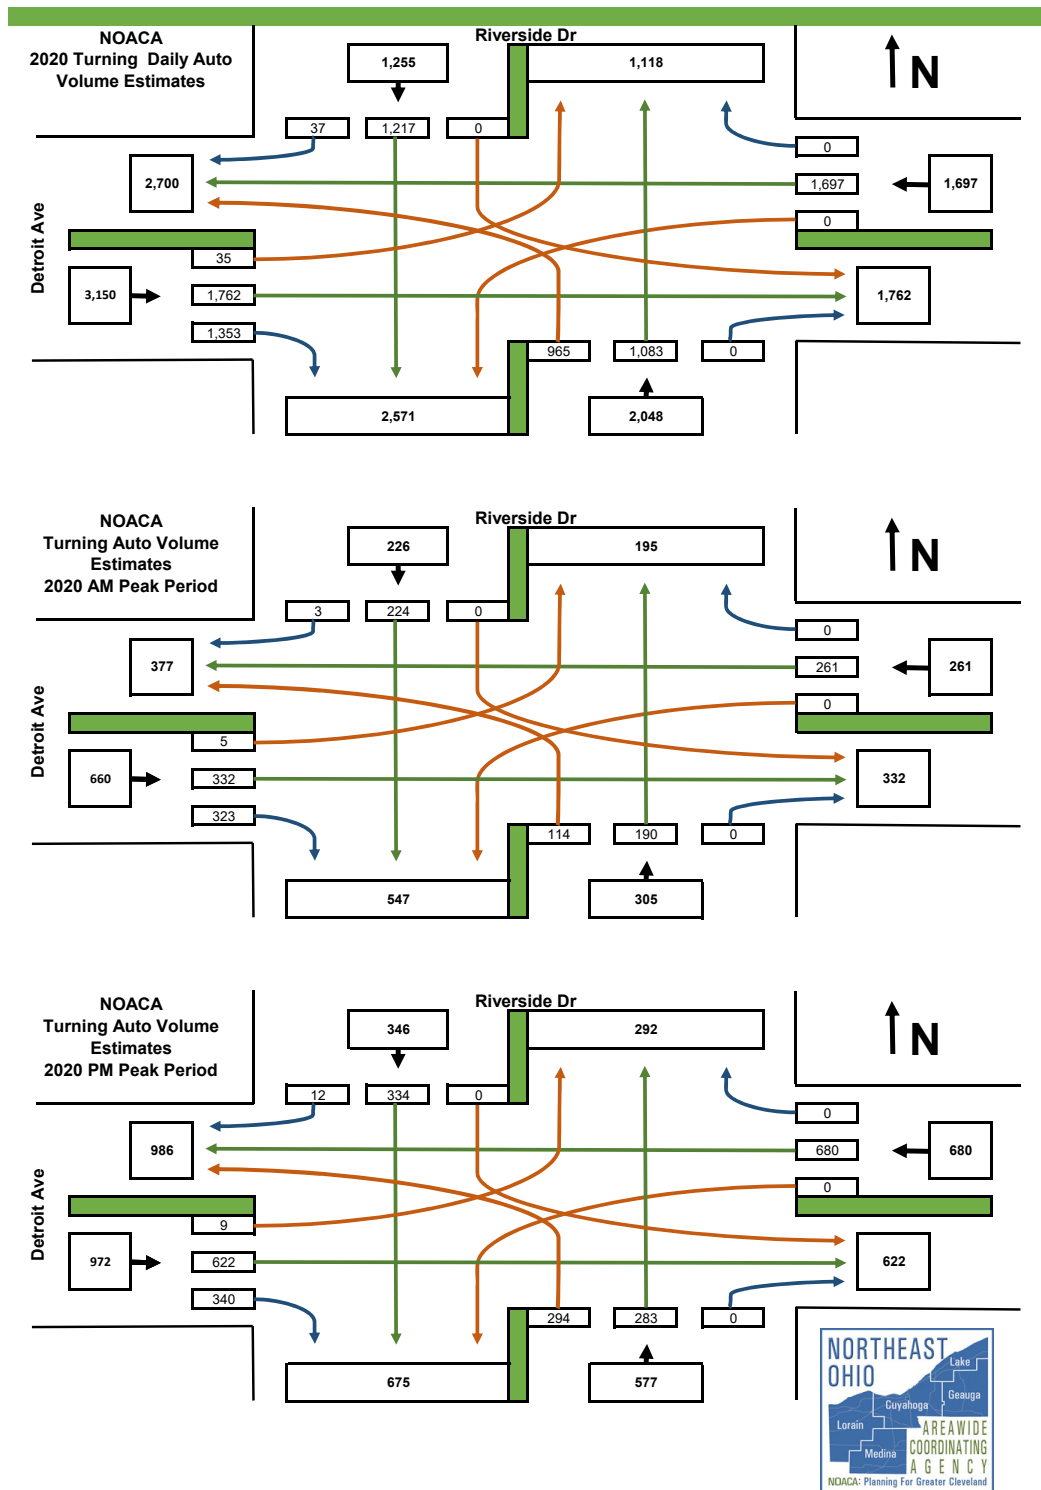 NOACA
2020 Turning Daily Auto
Volume Estimates
Riverside Dr
1,255
1,118
N
37
1,217
0
0
2,700
1,697
1,697
0
Detroit Ave
35
3,150
1,762
1,762
1,353
965
1,083
0
2,571
2,048
NOACA
Turning Auto Volume
Estimates
2020 AM Peak Period
Riverside Dr
226
195
N
3
224
0
0
377
261
261
0
Detroit Ave
5
660
332
332
323
114
190
0
547
305
NOACA
Turning Auto Volume
Estimates
2020 PM Peak Period
Riverside Dr
346
292
N
12
334
0
0
986
680
680
0
Detroit Ave
9
972
622
622
340
294
283
0
675
577
NORTHEAST
OHIO
Lake
Geauga
Cuyahoga
Lorain
Medina
AREAWIDE
COORDINATING
AGENCY
NOACA: Planning For Greater Cleveland